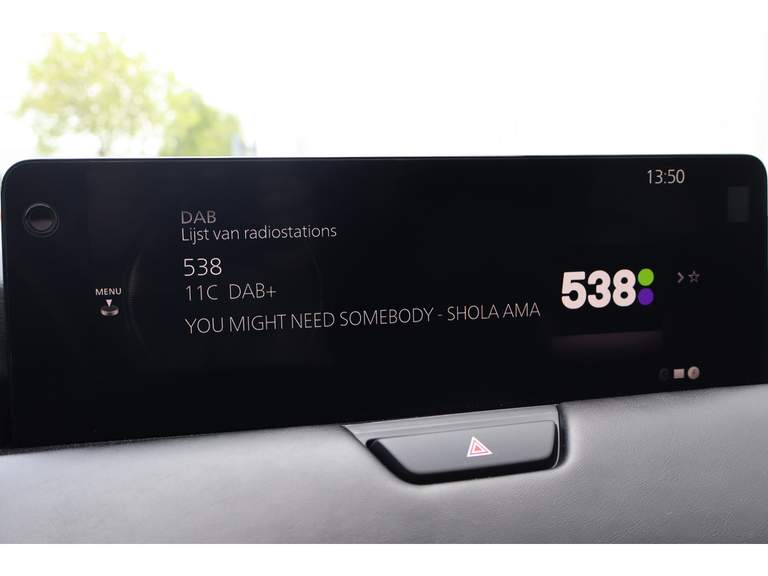 13:50
DAB
Lijst van radiostations
538
11C DAB+
YOU MIGHT NEED SOMEBODY - SHOLA AMA
538
MENU